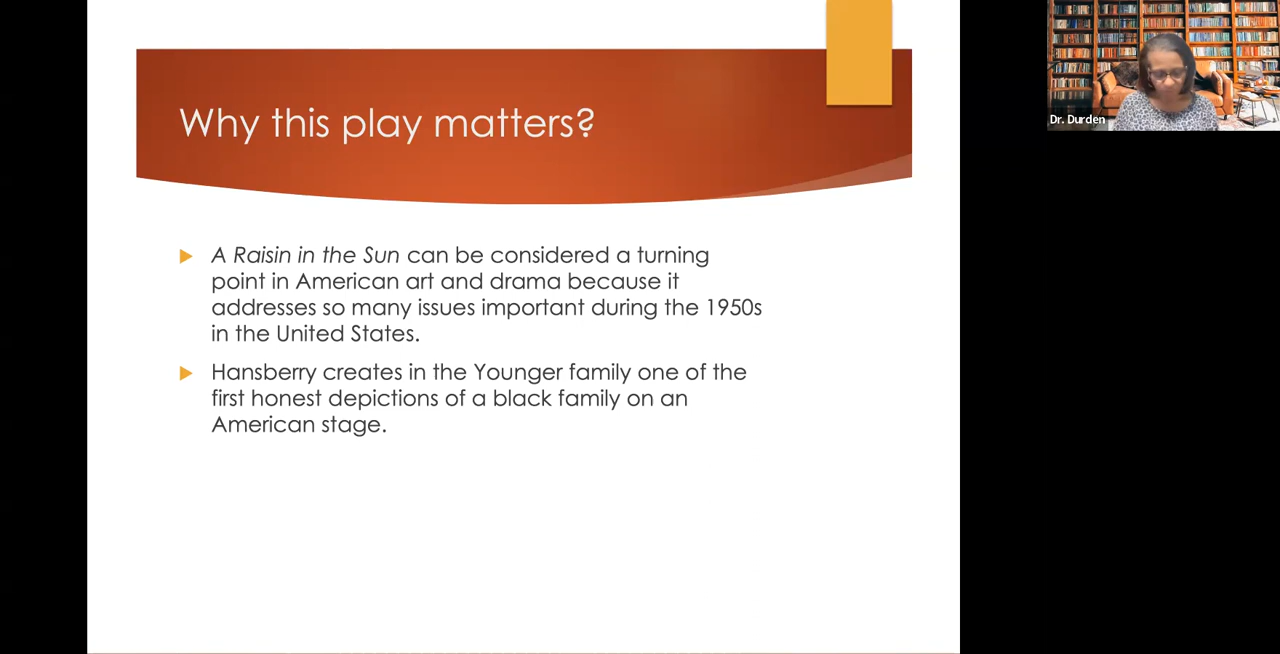 Why this play matters?
Dr. Durden
A Raisin in the Sun can be considered a turning
point in American art and drama because it
addresses so many issues important during the 1950s
in the United States.
Hansberry creates in the Younger family one of the
first honest depictions of a black family on an
American stage.